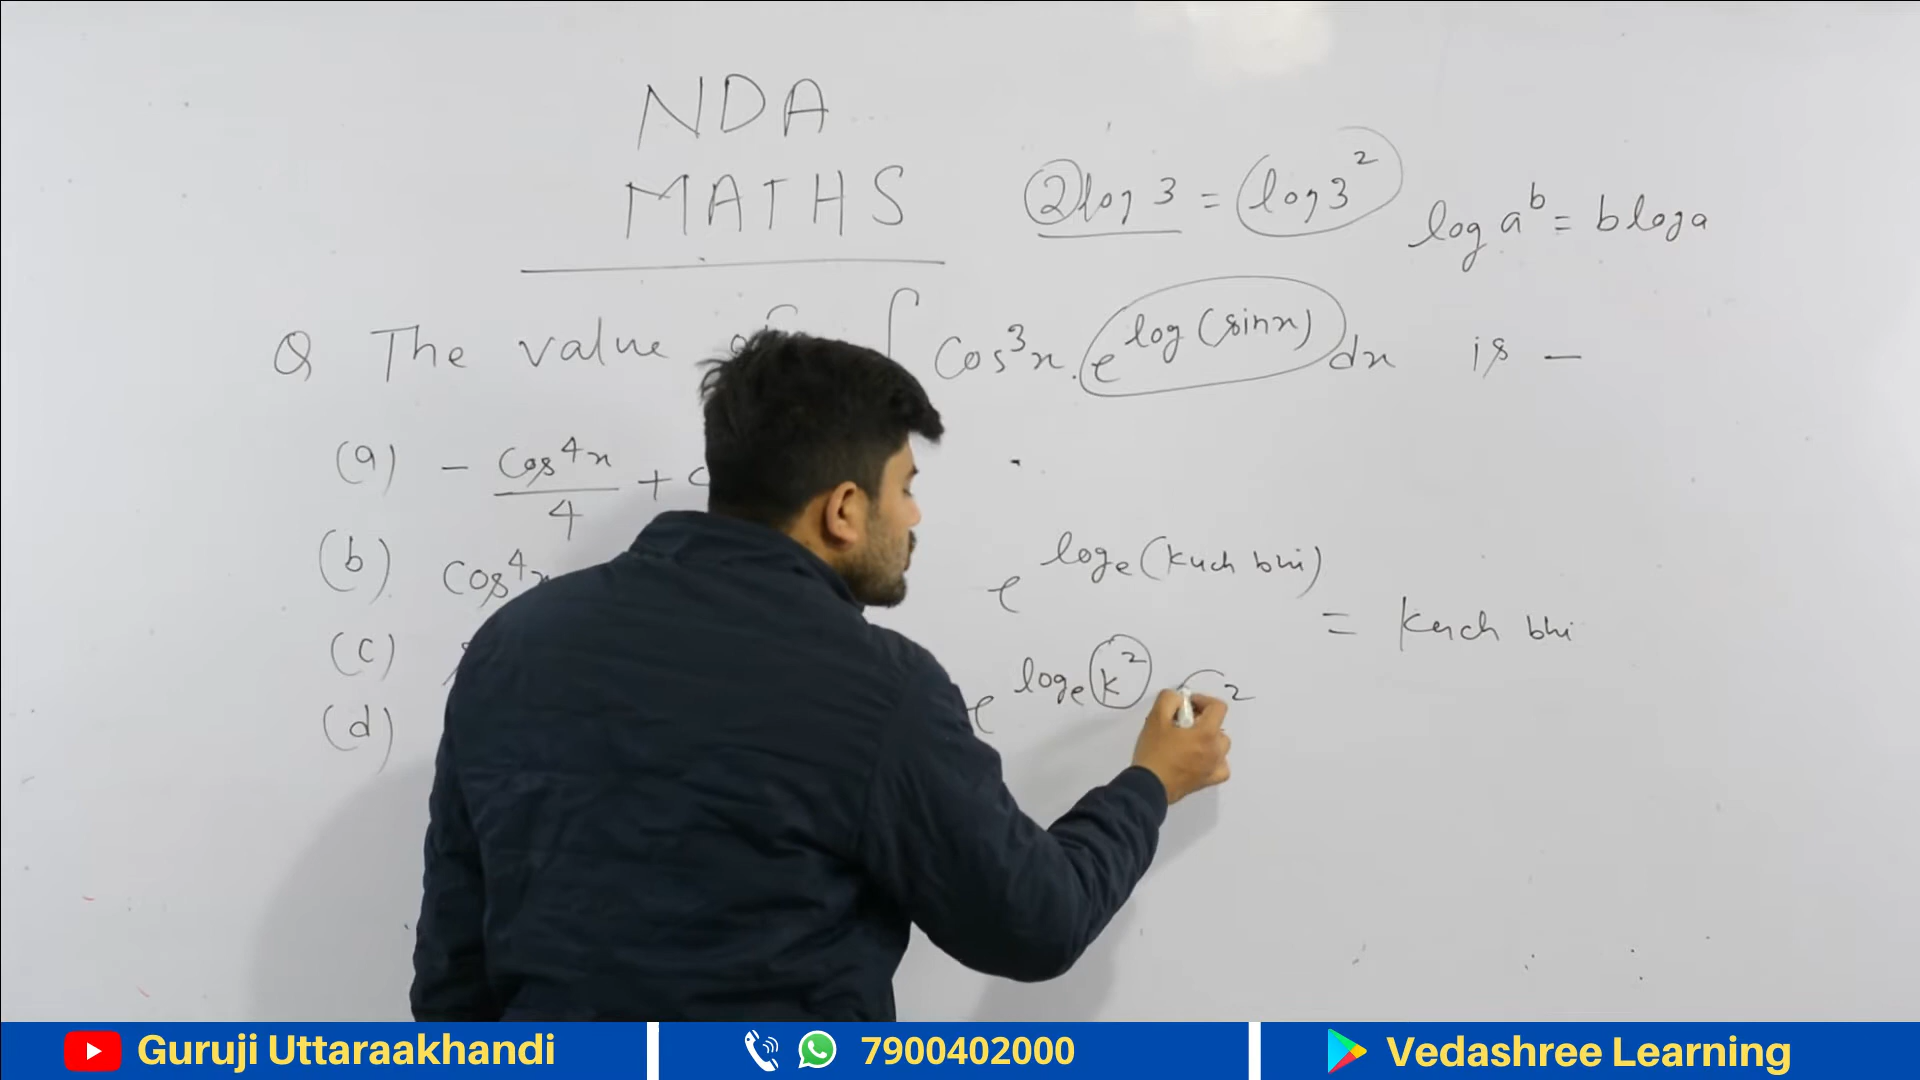 NDA
MATHS
2log 3 = log 3²
log aᵇ = b log a
Q The value ∫ Cos³x . e^log (sinx) dx is —
(a) - Cos⁴x/4 +
(b) Cos⁴x
(c)
(d)
e^logₑ(kuch bhi) = kuch bhi
e^logₑ(k²)
Guruji Uttaraakhandi
7900402000
Vedashree Learning